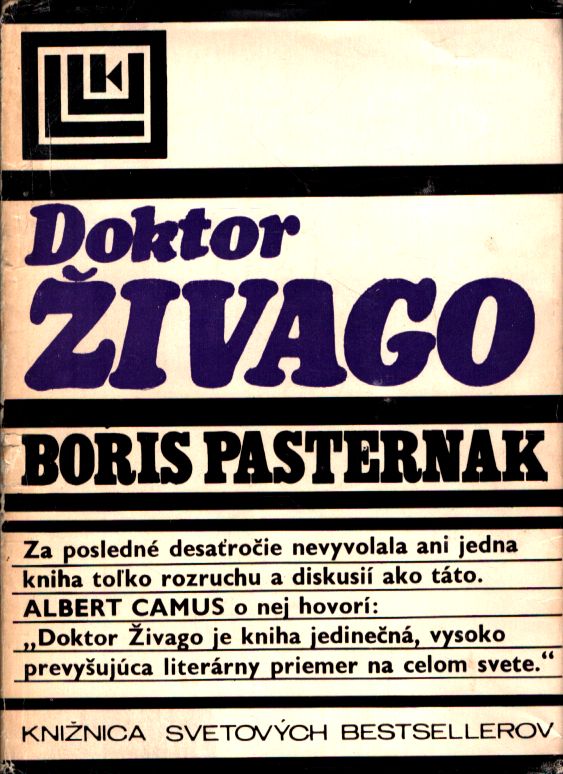 Doktor
ŽIVAGO
BORIS PASTERNAK
Za posledné desaťročie nevyvolala ani jedna
kniha toľko rozruchu a diskusií ako táto.
ALBERT CAMUS o nej hovorí:
„Doktor Živago je kniha jedinečná, vysoko
prevyšujúca literárny priemer na celom svete.“
KNIŽNICA SVETOVÝCH BESTSELLEROV